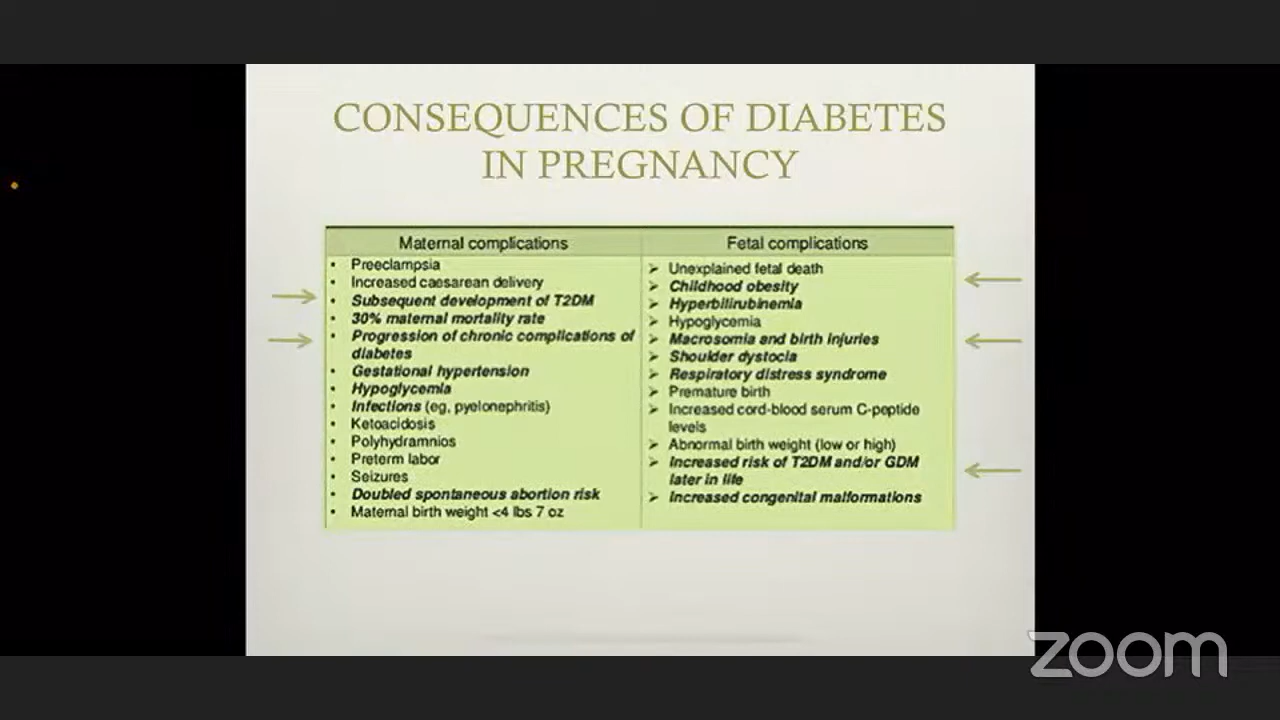 CONSEQUENCES OF DIABETES
IN PREGNANCY
Maternal complications
• Preeclampsia
• Increased caesarean delivery
• Subsequent development of T2DM
• 30% maternal mortality rate
• Progression of chronic complications of
diabetes
• Gestational hypertension
• Hypoglycemia
• Infections (eg, pyelonephritis)
• Ketoacidosis
• Polyhydramnios
• Preterm labor
• Seizures
• Doubled spontaneous abortion risk
• Maternal birth weight <4 lbs 7 oz
Fetal complications
➢ Unexplained fetal death
➢ Childhood obesity
➢ Hyperbilirubinemia
➢ Hypoglycemia
➢ Macrosomia and birth injuries
➢ Shoulder dystocia
➢ Respiratory distress syndrome
➢ Premature birth
➢ Increased cord-blood serum C-peptide
levels
➢ Abnormal birth weight (low or high)
➢ Increased risk of T2DM and/or GDM
later in life
➢ Increased congenital malformations
zoom